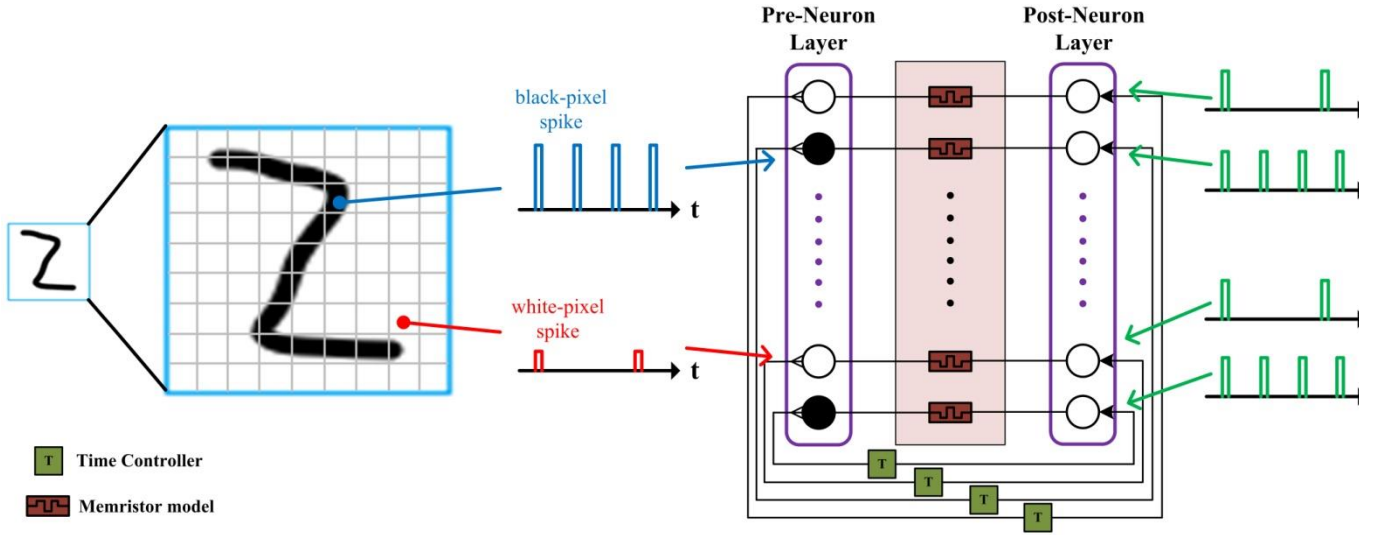 Pre-Neuron
Layer
Post-Neuron
Layer
black-pixel
spike
t
white-pixel
spike
t
Z
Z
T Time Controller
Memristor model
T
T
T
T